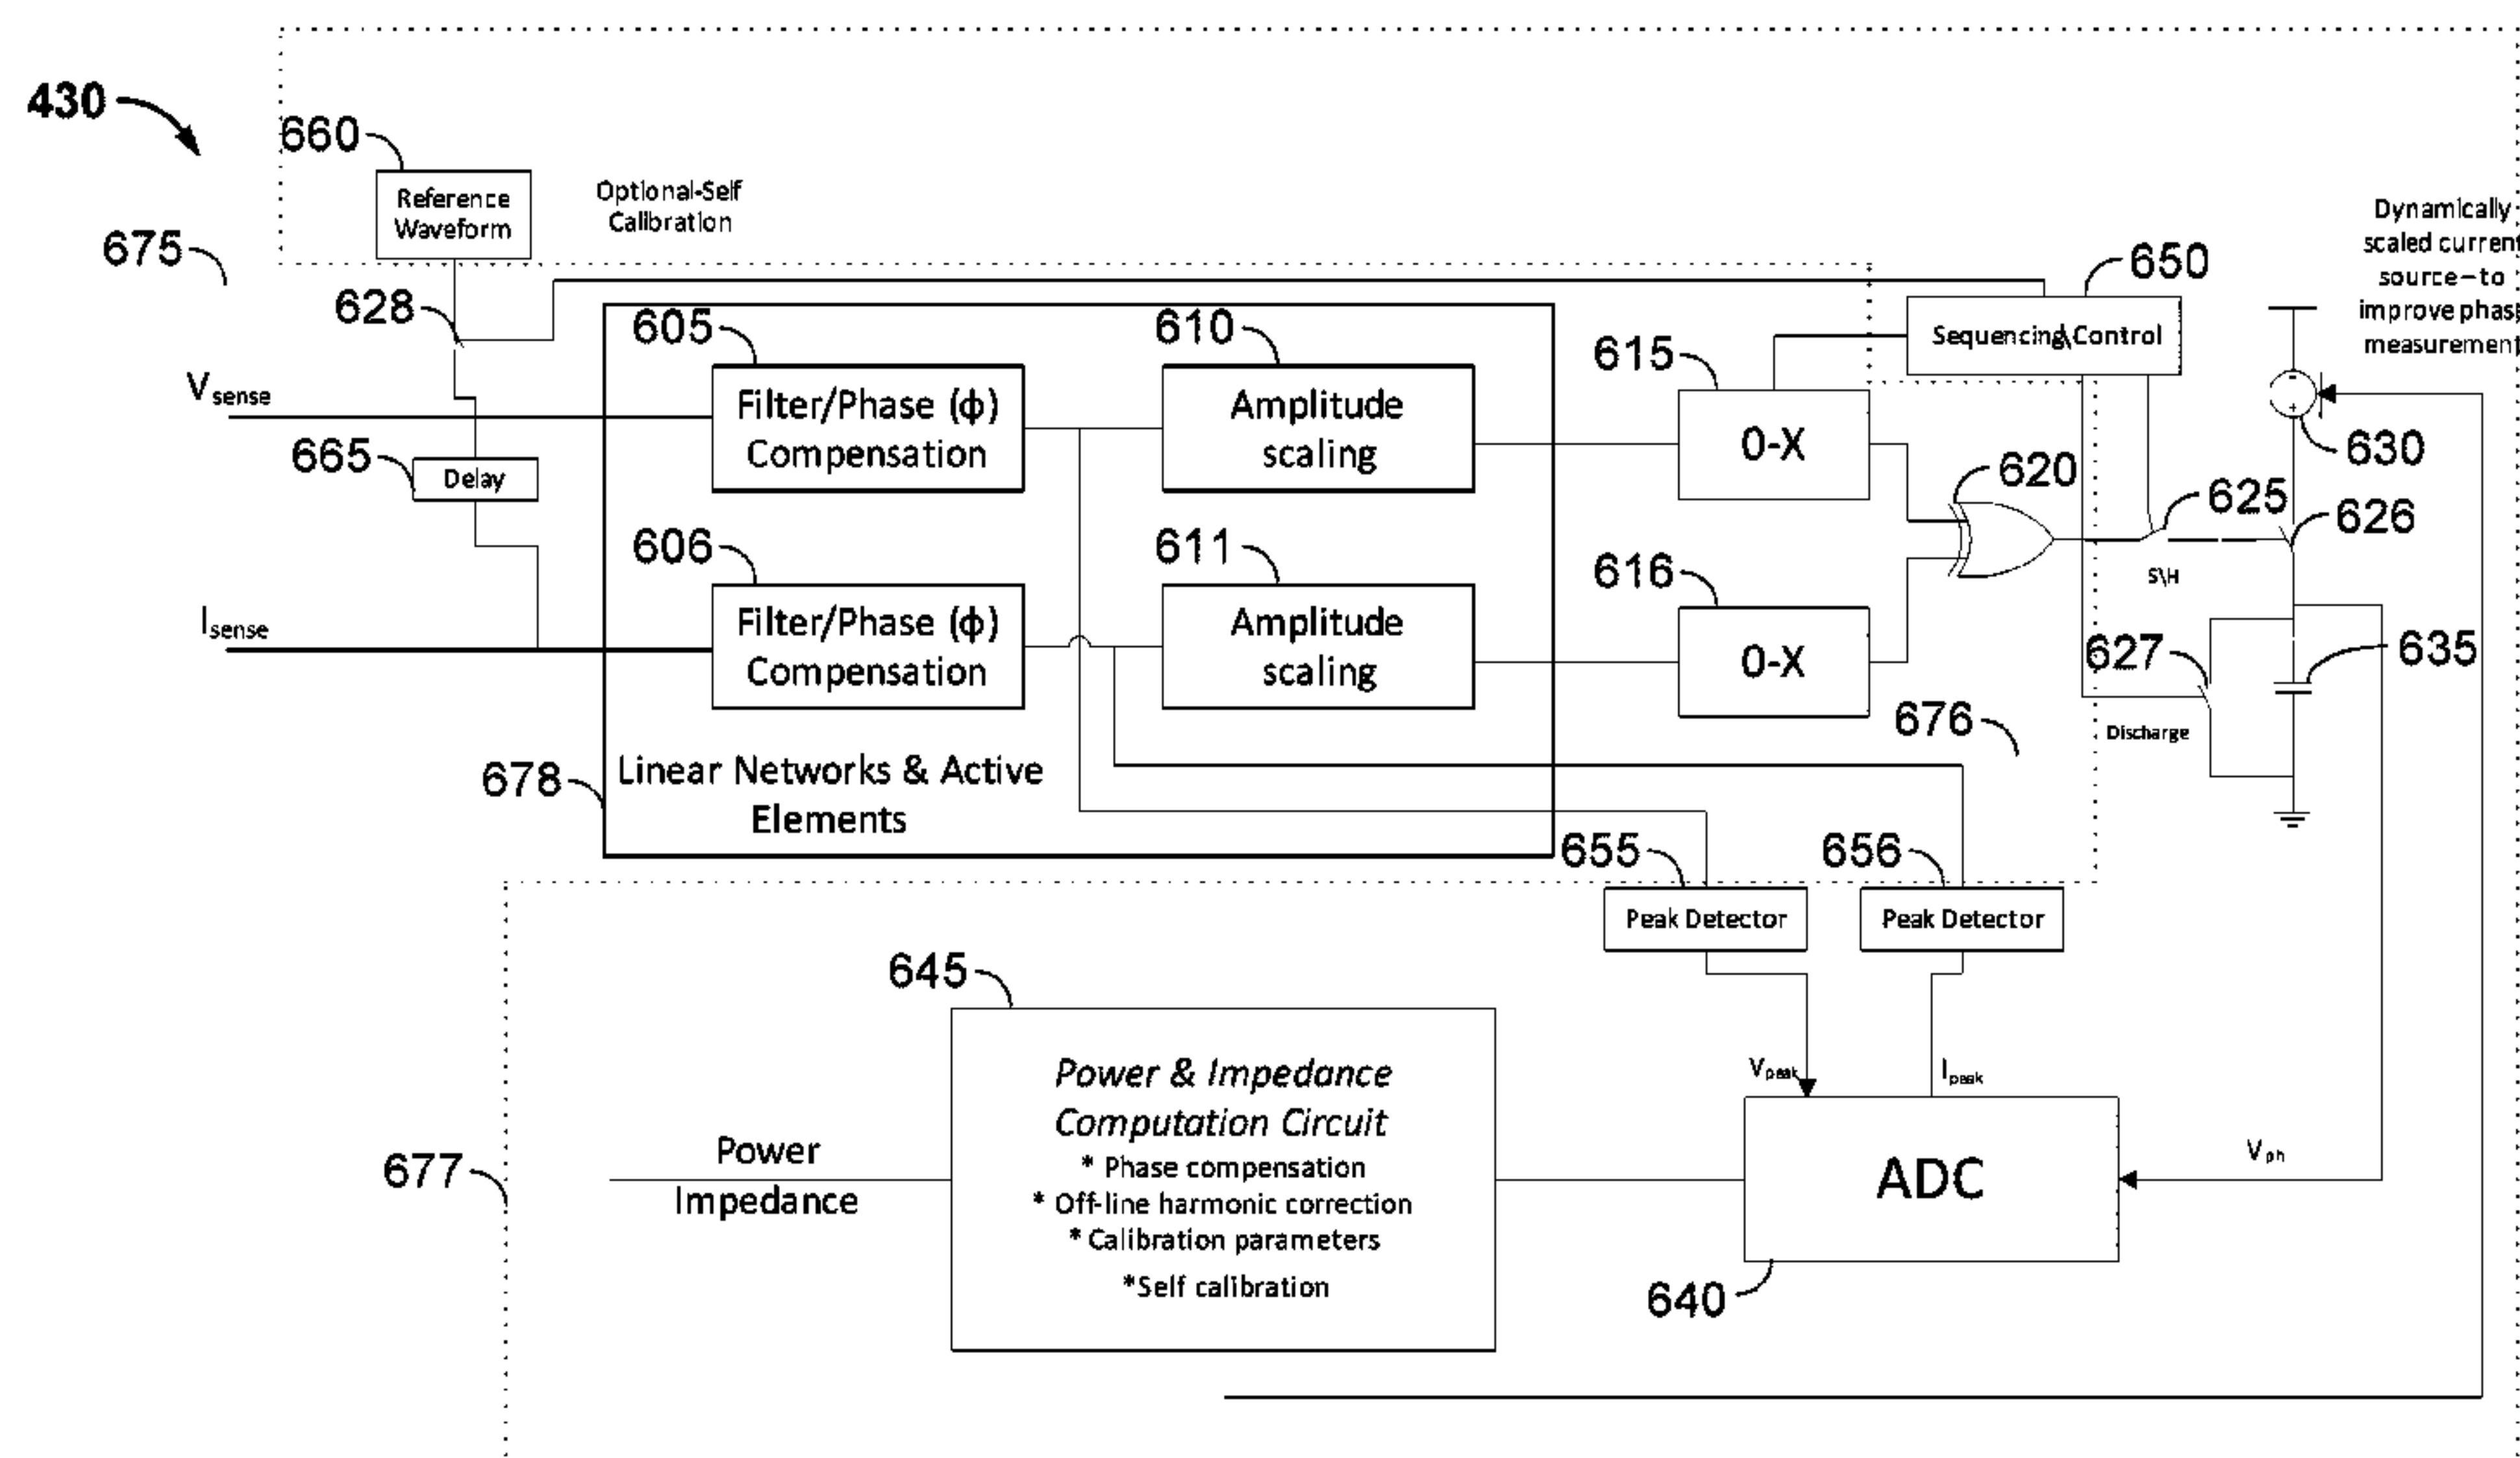 430
660
Reference
Waveform
Optional-Self
Calibration
675
628
605
610
615
650
Sequencing\Control
Dynamically
scaled current
source–to
improve phase
measurement
Vsense
Filter/Phase (ϕ)
Compensation
Amplitude
scaling
0-X
620
630
665
Delay
625
626
S\H
606
611
616
Isense
Filter/Phase (ϕ)
Compensation
Amplitude
scaling
0-X
627
635
676
Discharge
678
Linear Networks & Active
Elements
655
656
Peak Detector
Peak Detector
645
Power & Impedance
Computation Circuit
* Phase compensation
* Off-line harmonic correction
* Calibration parameters
*Self calibration
Vpeak
Ipeak
677
Power
Impedance
ADC
Vph
640